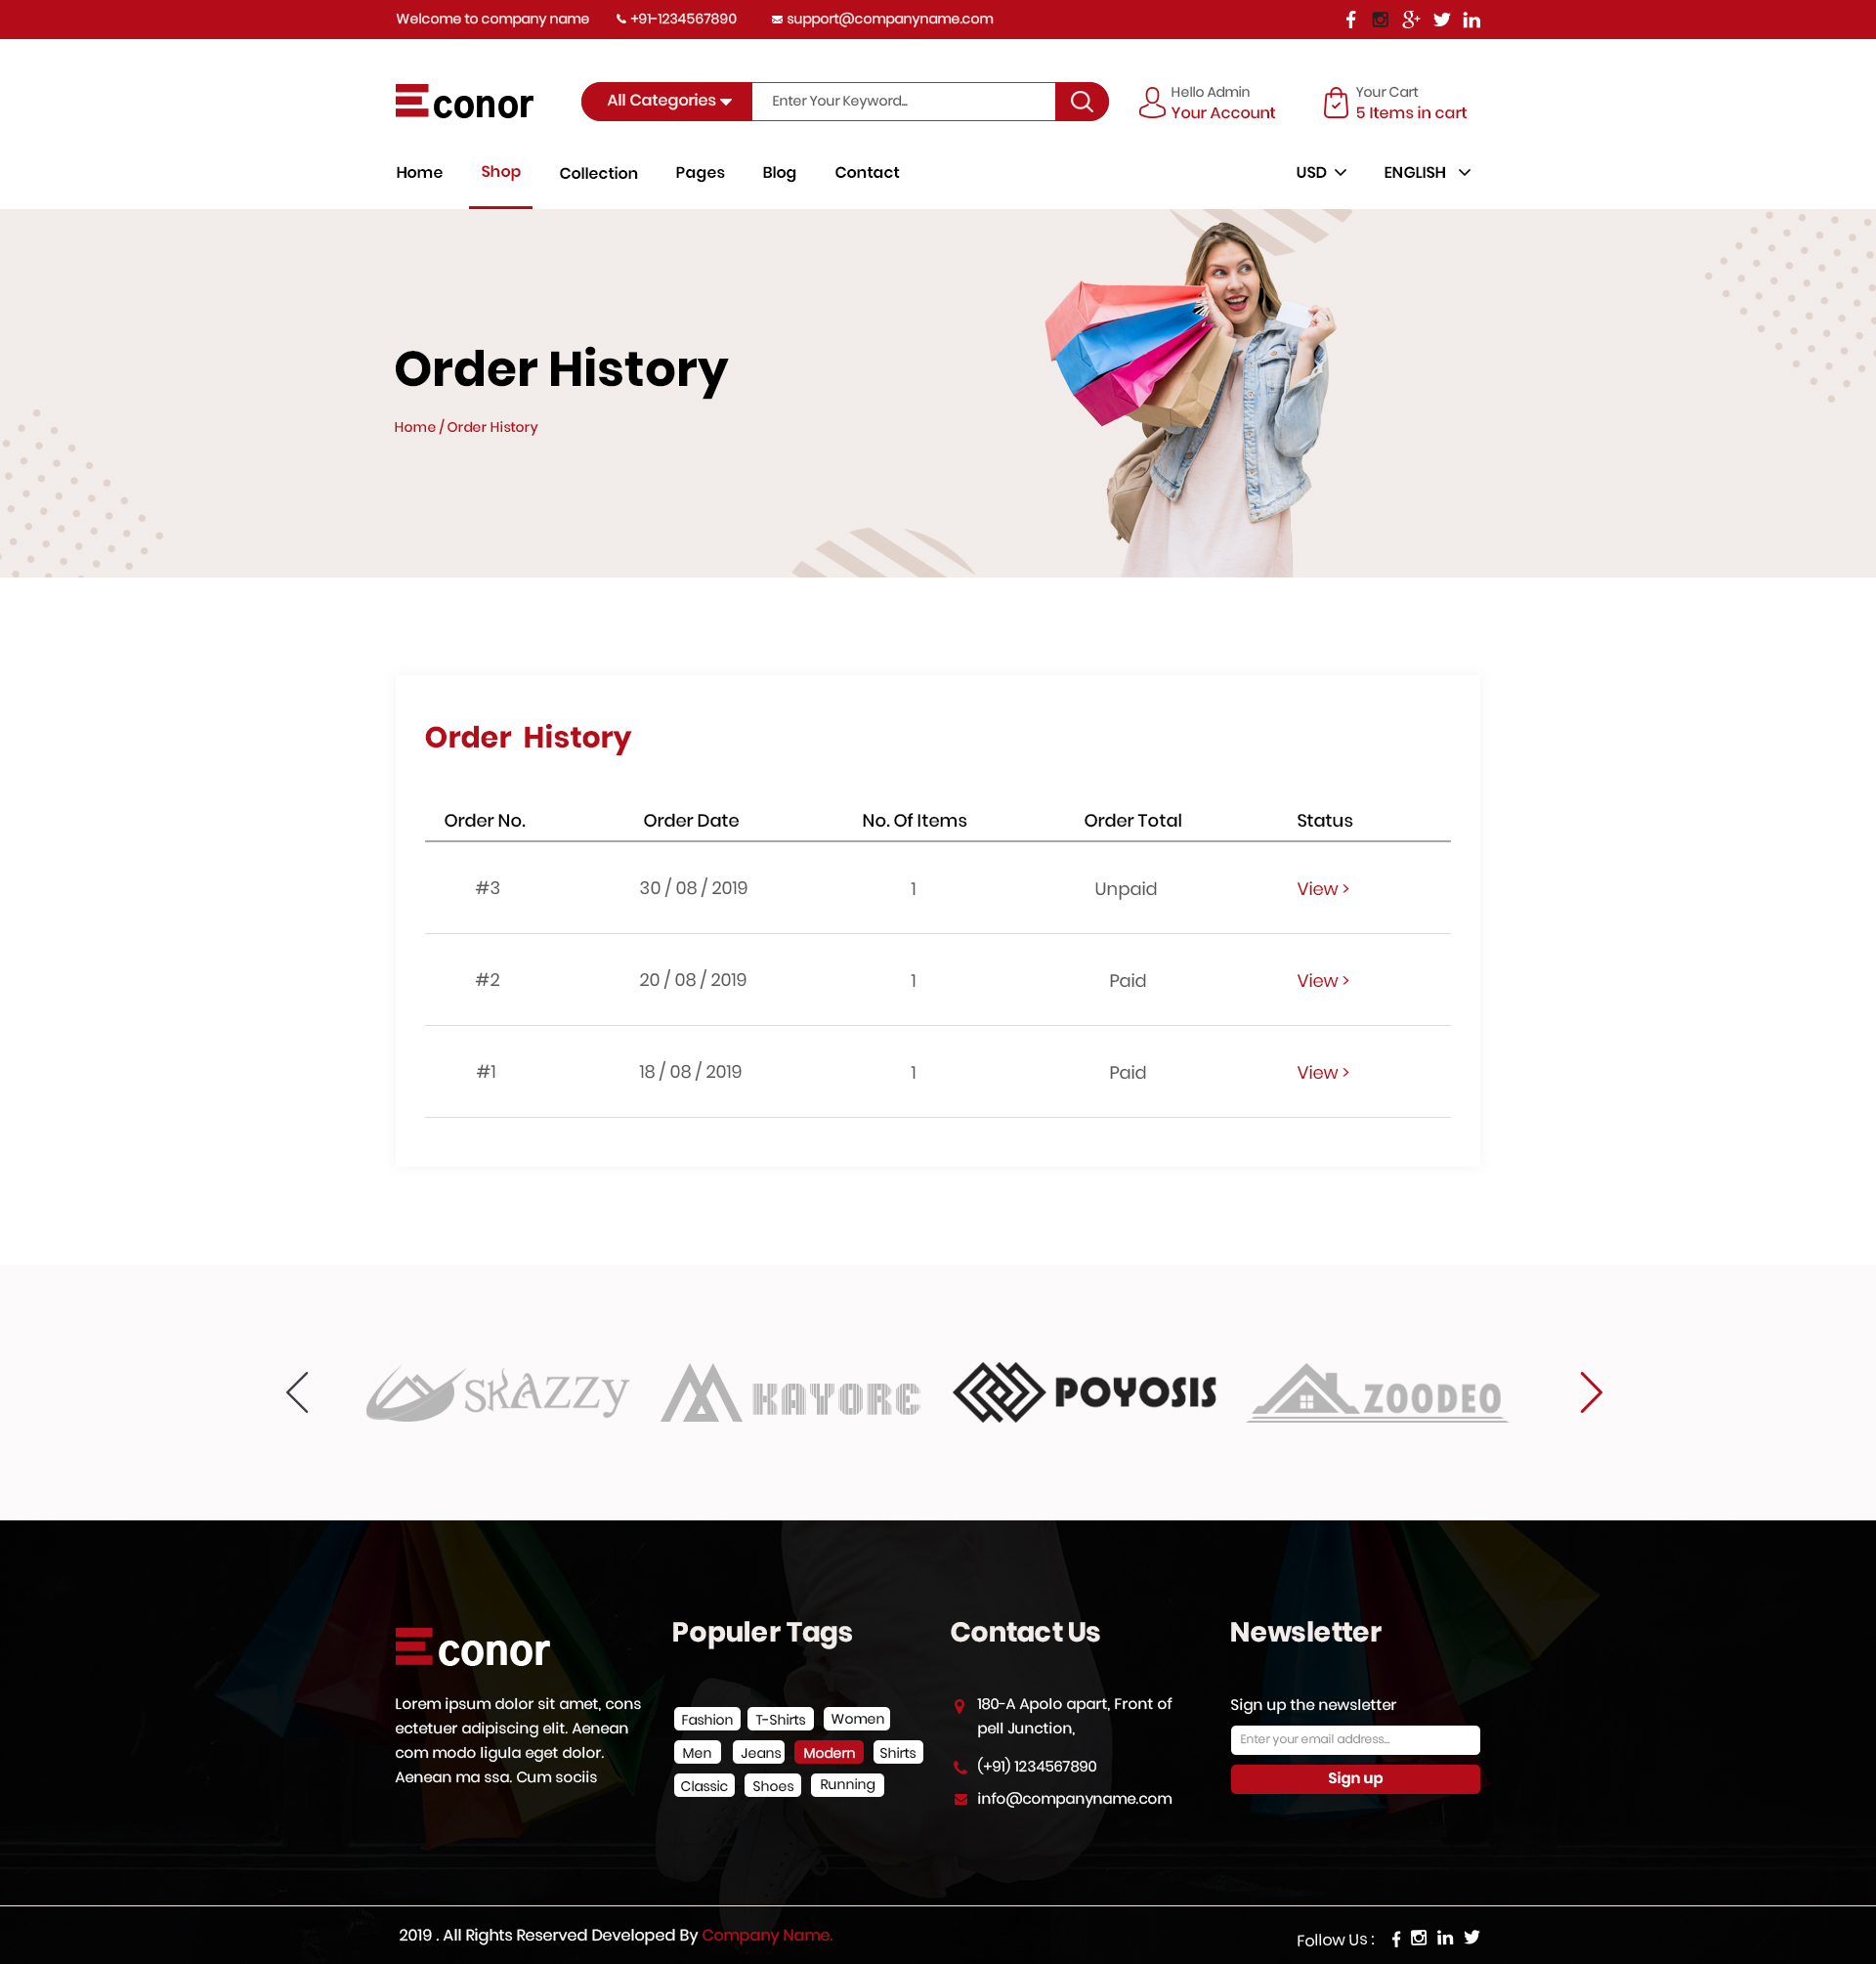 Welcome to company name +91-1234567890 support@companyname.com
Econor All Categories Enter Your Keyword... Hello Admin Your Cart
Your Account 5 Items in cart
Home Shop Collection Pages Blog Contact USD ENGLISH
Order History
Home / Order History
Order History
Order No. Order Date No. Of Items Order Total Status
#3 30 / 08 / 2019 1 Unpaid View >
#2 20 / 08 / 2019 1 Paid View >
#1 18 / 08 / 2019 1 Paid View >
SKAZZY KAYORE POYOSIS ZOODEO
Econor
Lorem ipsum dolor sit amet, cons
ectetuer adipiscing elit. Aenean
com modo ligula eget dolor.
Aenean ma ssa. Cum sociis
Populer Tags
Fashion T-Shirts Women
Men Jeans Modern Shirts
Classic Shoes Running
Contact Us
180-A Apolo apart, Front of
pell Junction,
(+91) 1234567890
info@companyname.com
Newsletter
Sign up the newsletter
Enter your email address...
Sign up
2019 . All Rights Reserved Developed By Company Name. Follow Us :